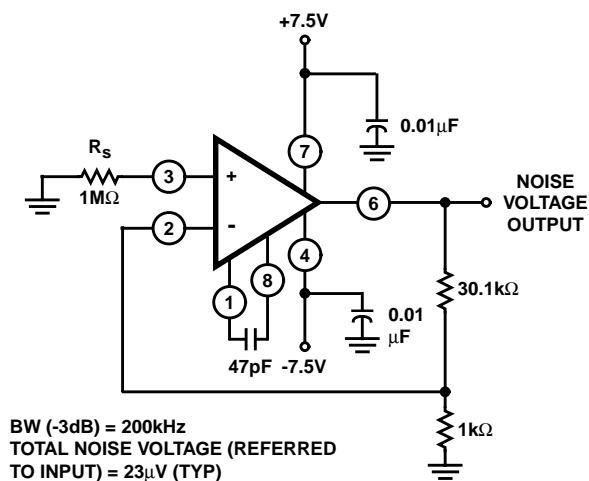 +7.5V
0.01μF
Rs
7
1MΩ
3
+
NOISE
VOLTAGE
OUTPUT
6
2
-
4
8
1
30.1kΩ
0.01
μF
47pF
-7.5V
1kΩ
BW (-3dB) = 200kHz
TOTAL NOISE VOLTAGE (REFERRED
TO INPUT) = 23μV (TYP)